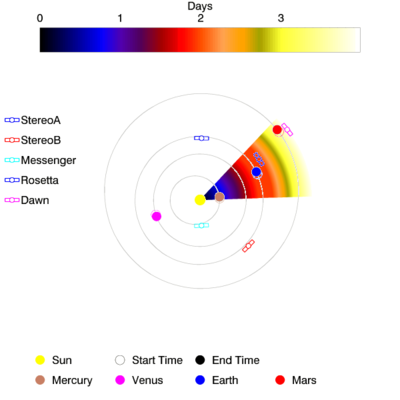 Days
0 1 2 3
StereoA
StereoB
Messenger
Rosetta
Dawn
Sun Start Time End Time
Mercury Venus Earth Mars